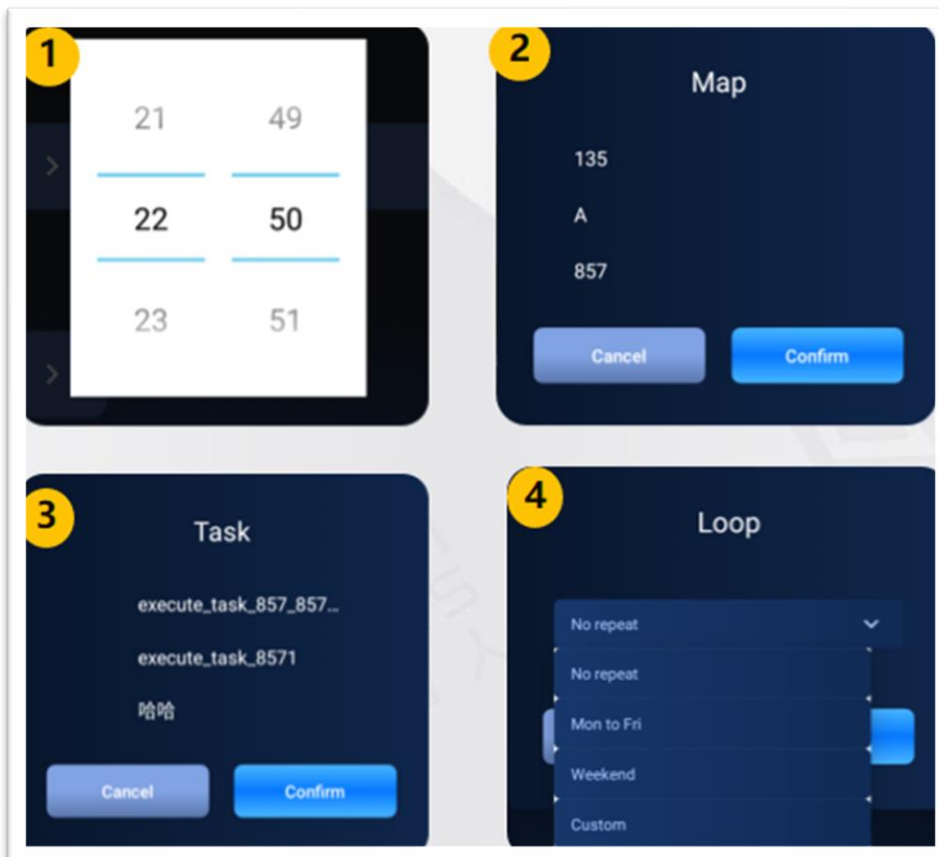 1
21 49
22 50
23 51
2
Map
135
A
857
Cancel Confirm
3
Task
execute_task_857_857...
execute_task_8571
哈哈
Cancel Confirm
4
Loop
No repeat
No repeat
Mon to Fri
Weekend
Custom